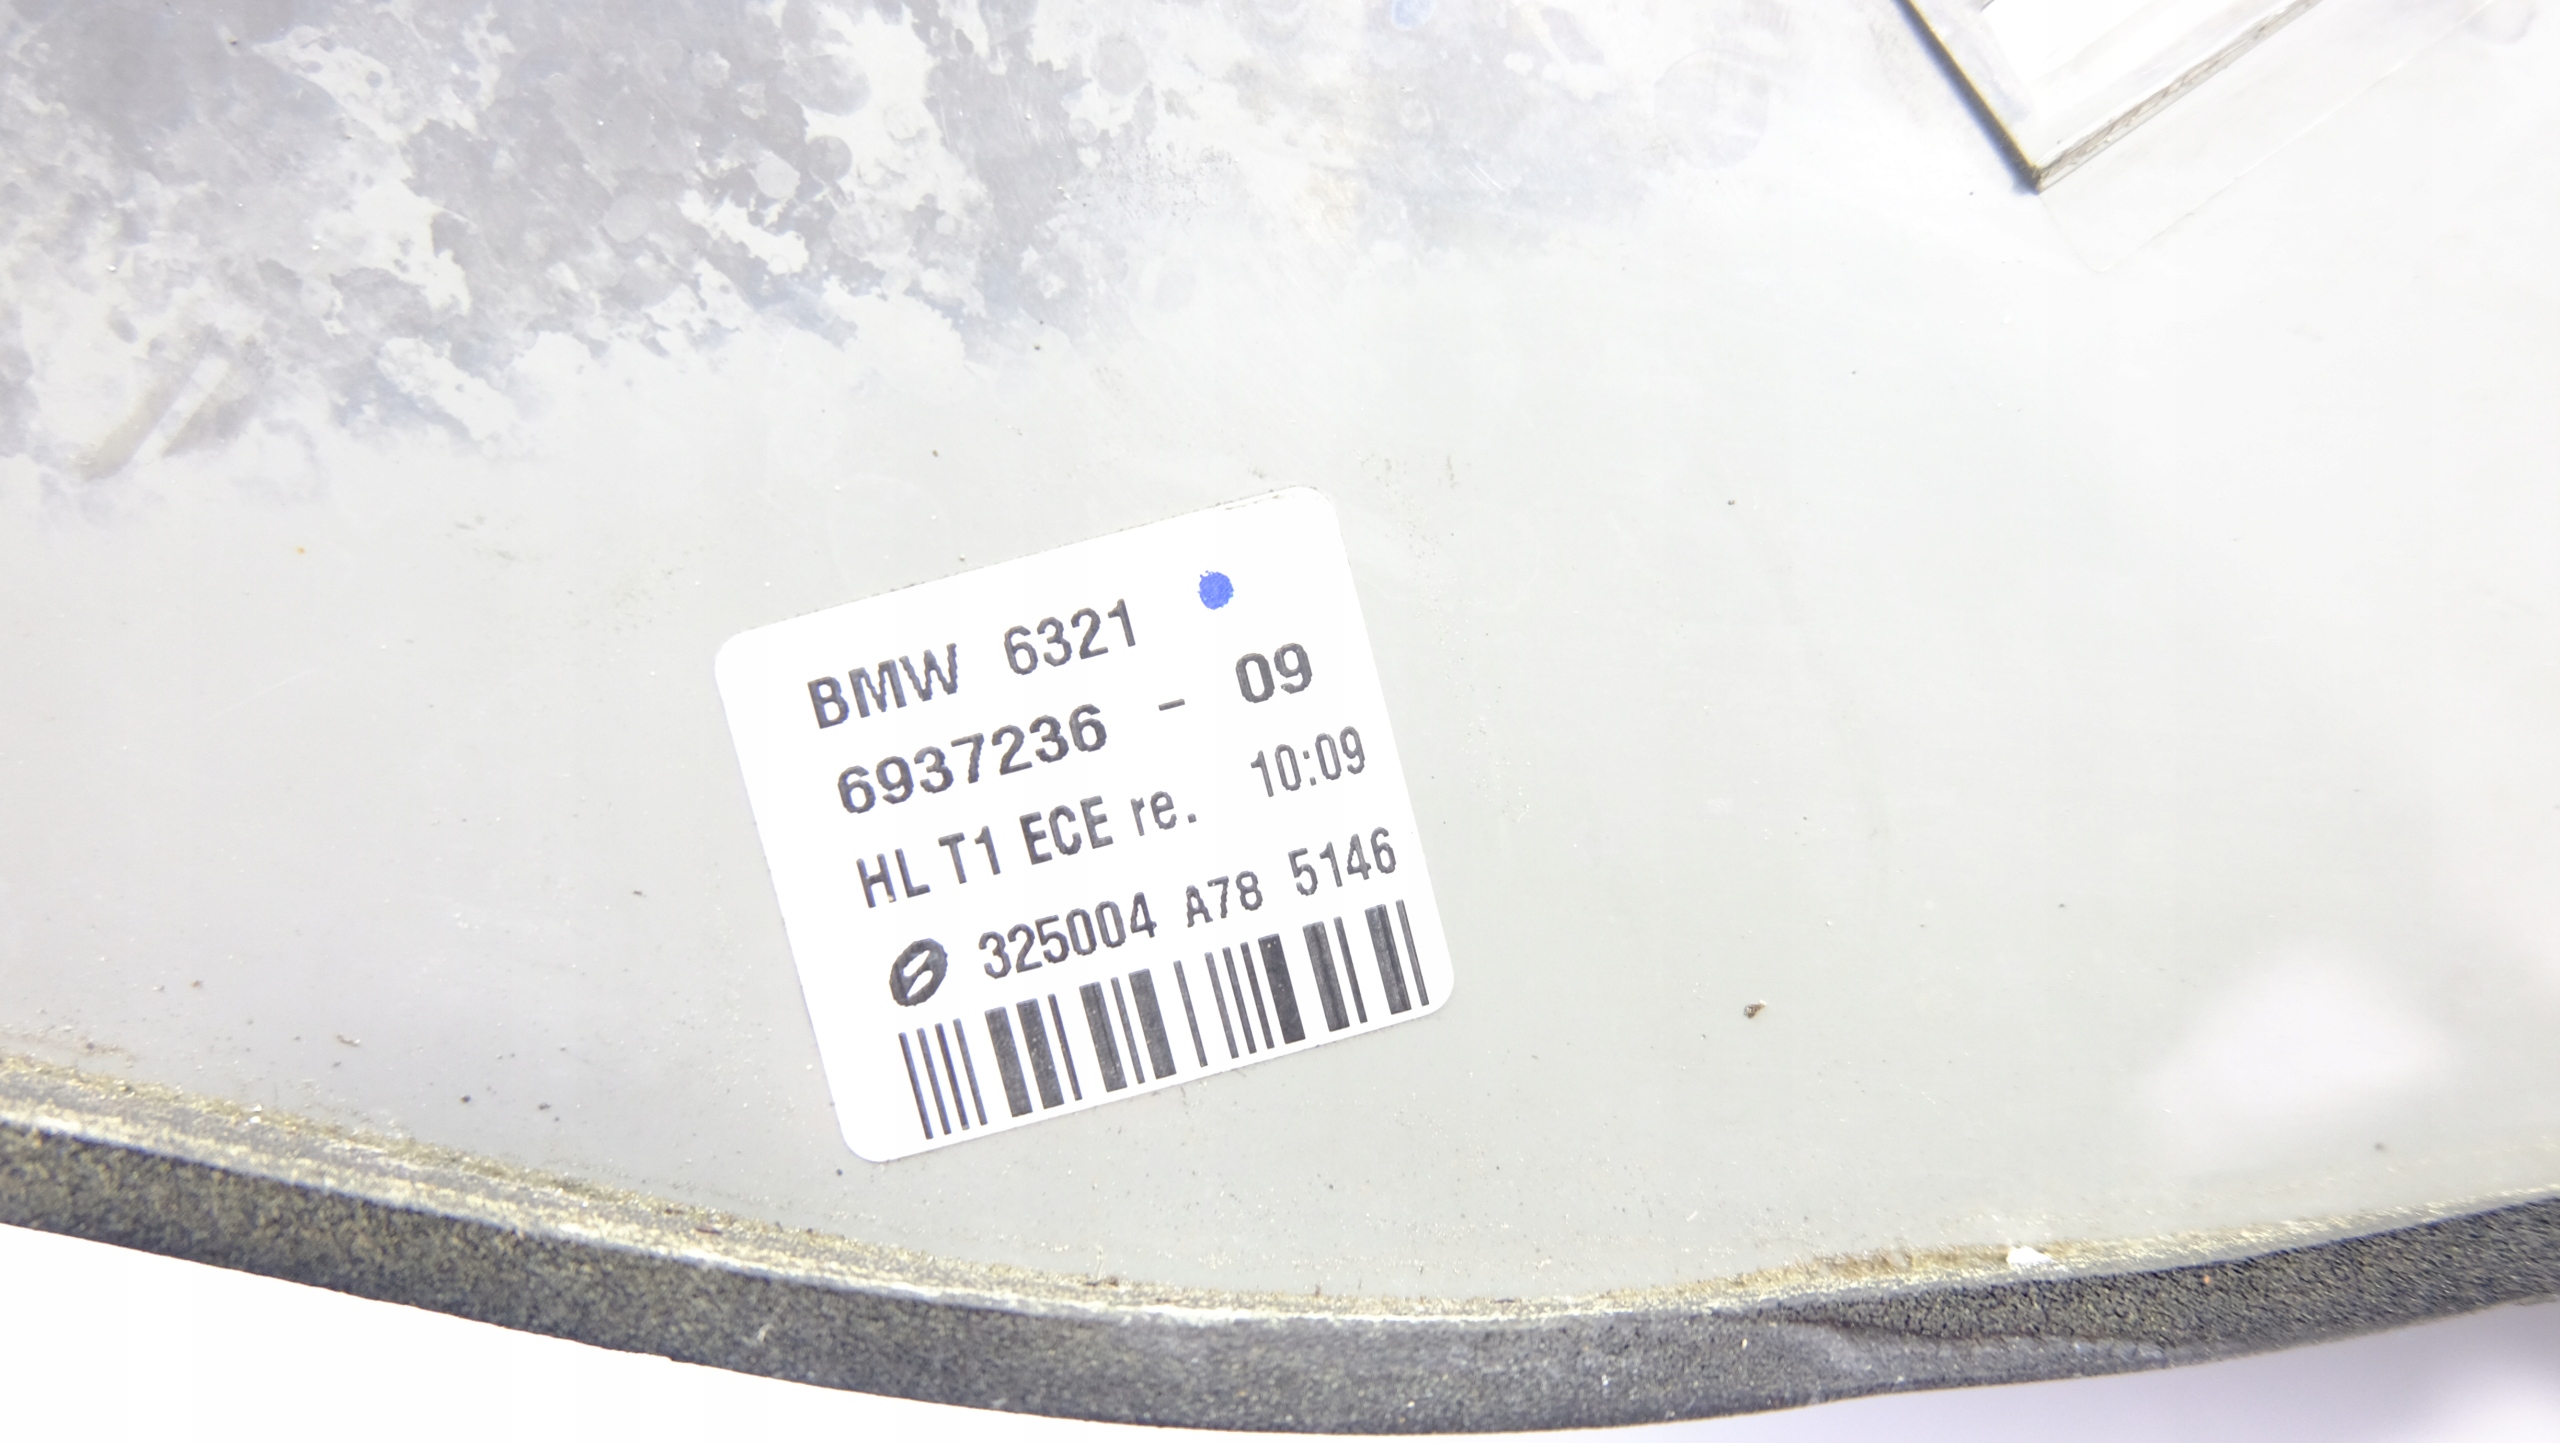 BMW 6321
6937236 - 09
HL T1 ECE re. 10:09
325004 A78 5146